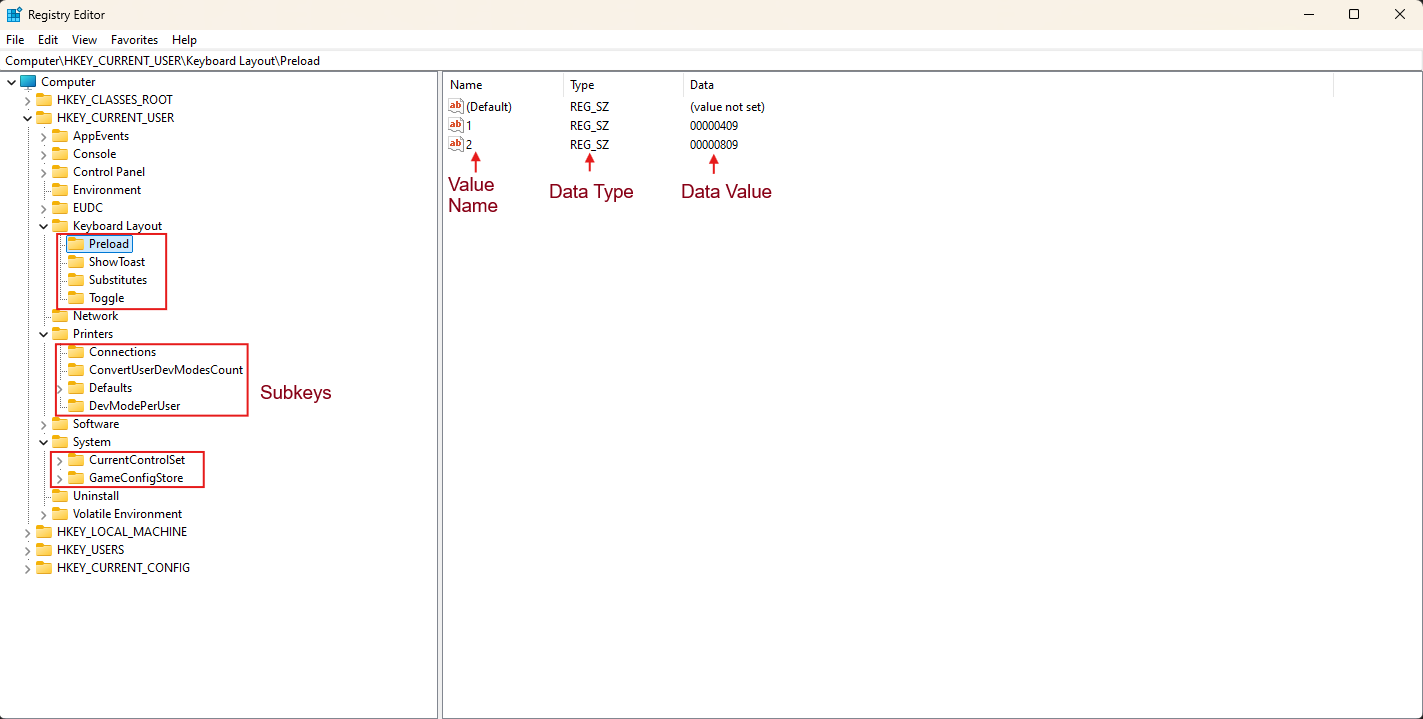 Registry Editor
File Edit View Favorites Help
Computer\HKEY_CURRENT_USER\Keyboard Layout\Preload
Computer
HKEY_CLASSES_ROOT
HKEY_CURRENT_USER
AppEvents
Console
Control Panel
Environment
EUDC
Keyboard Layout
Preload
ShowToast
Substitutes
Toggle
Network
Printers
Connections
ConvertUserDevModesCount
Defaults
DevModePerUser
Subkeys
Software
System
CurrentControlSet
GameConfigStore
Uninstall
Volatile Environment
HKEY_LOCAL_MACHINE
HKEY_USERS
HKEY_CURRENT_CONFIG
Name Type Data
ab (Default) REG_SZ (value not set)
ab 1 REG_SZ 00000409
ab 2 REG_SZ 00000809
Value
Name
Data Type
Data Value